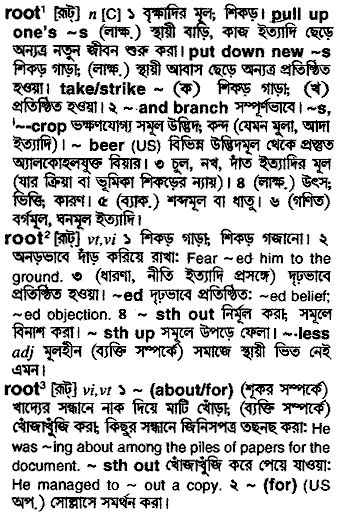 root¹ [রূট্] n [C] ১ বৃক্ষাদির মূল; শিকড়। pull up
one's ~s (লাক্ষ.) স্থায়ী বাড়ি, কাজ ইত্যাদি ছেড়ে
অন্যত্র নতুন জীবন শুরু করা। put down new ~s
শিকড় গাড়া; (লাক্ষ.) স্থায়ী আবাস ছেড়ে অন্যত্র প্রতিষ্ঠিত
হওয়া। take/strike ~ (ক) শিকড় গাড়া; (খ)
প্রতিষ্ঠিত হওয়া। ২ ~ and branch সম্পূর্ণভাবে। ~s,
'~-crop ভক্ষণযোগ্য সমূল উদ্ভিদ; কন্দ (যেমন মুলা, আদা
ইত্যাদি)। ~ beer (US) বিভিন্ন উদ্ভিদমূল থেকে প্রস্তুত
অ্যালকোহলযুক্ত বিয়ার। ৩ চুল, নখ, দাঁত ইত্যাদির মূল
(যার ক্রিয়া বা ভূমিকা শিকড়ের ন্যায়)। ৪ (লাক্ষ.) উৎস;
ভিত্তি; কারণ। ৫ (ব্যাক.) শব্দমূল বা ধাতু। ৬ (গণিত)
বর্গমূল, ঘনমূল ইত্যাদি।
root² [রূট্] vt,vi ১ শিকড় গাড়া; শিকড় গজানো। ২
অনড়ভাবে দাঁড় করিয়ে রাখা: Fear ~ed him to the
ground. ৩ (ধারণা, নীতি ইত্যাদি প্রসঙ্গে) দৃঢ়ভাবে
প্রতিষ্ঠিত হওয়া। ~ed দৃঢ়ভাবে প্রতিষ্ঠিত: ~ed belief;
~ed objection. ৪ ~ sth out নির্মূল করা; সমূলে
বিনাশ করা। ~ sth up সমূলে উপড়ে ফেলা। ~-less
adj মূলহীন (ব্যক্তি সম্পর্কে) সমাজে স্থায়ী ভিত নেই
এমন।
root³ [রূট্] vi,vt ১ ~ (about/for) (শূকর সম্পর্কে)
খাদ্যের সন্ধানে নাক দিয়ে মাটি খোঁড়া; (ব্যক্তি সম্পর্কে)
খোঁজাখুঁজি করা; কিছুর সন্ধানে জিনিসপত্র তছনছ করা: He
was ~ing about among the piles of papers for the
document. ~ sth out খোঁজাখুঁজি করে পেয়ে যাওয়া:
He managed to ~ out a copy. ২ ~ (for) (US
অপ.) সোল্লাসে সমর্থন করা।